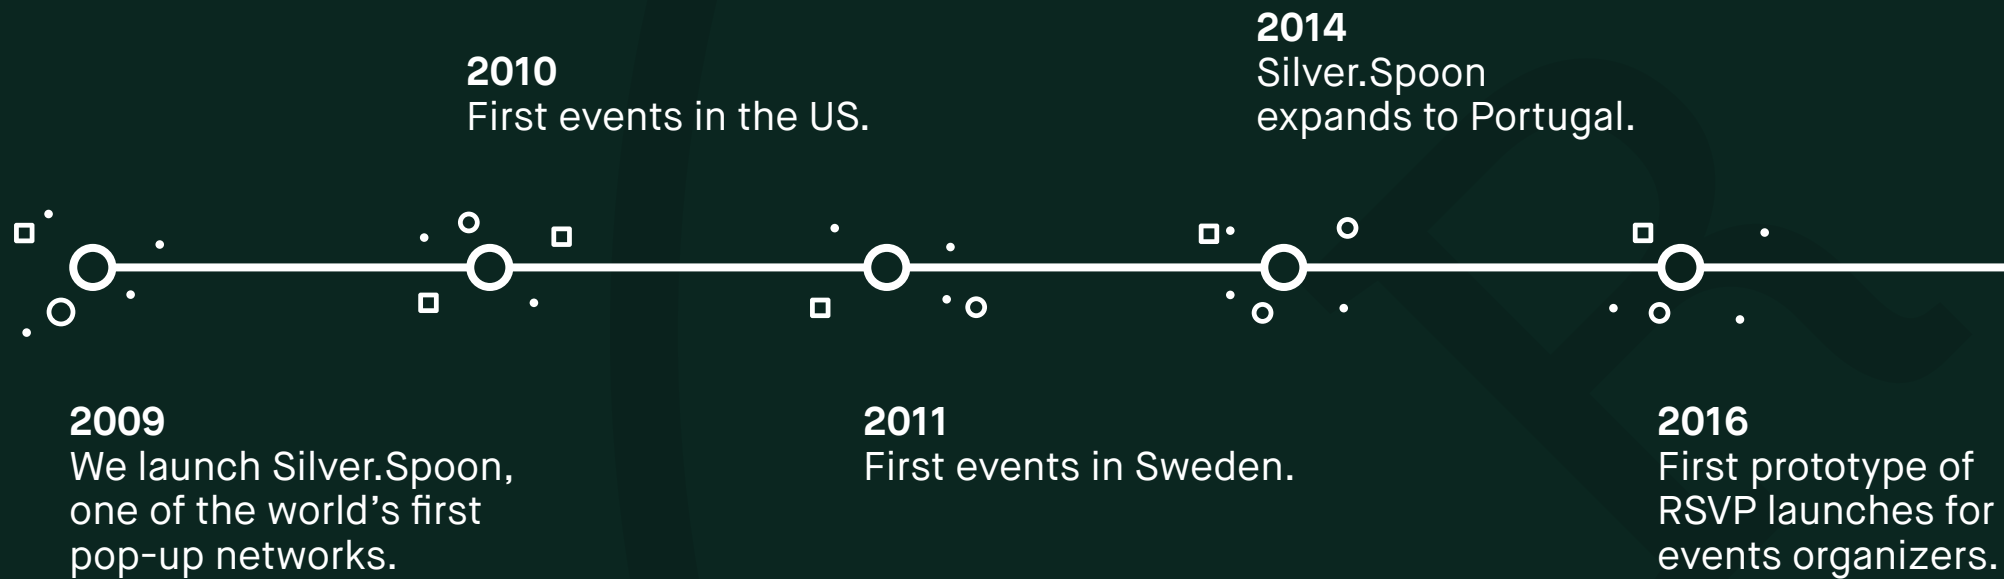 2009
We launch Silver.Spoon,
one of the world’s first
pop-up networks.
2010
First events in the US.
2011
First events in Sweden.
2014
Silver.Spoon
expands to Portugal.
2016
First prototype of
RSVP launches for
events organizers.